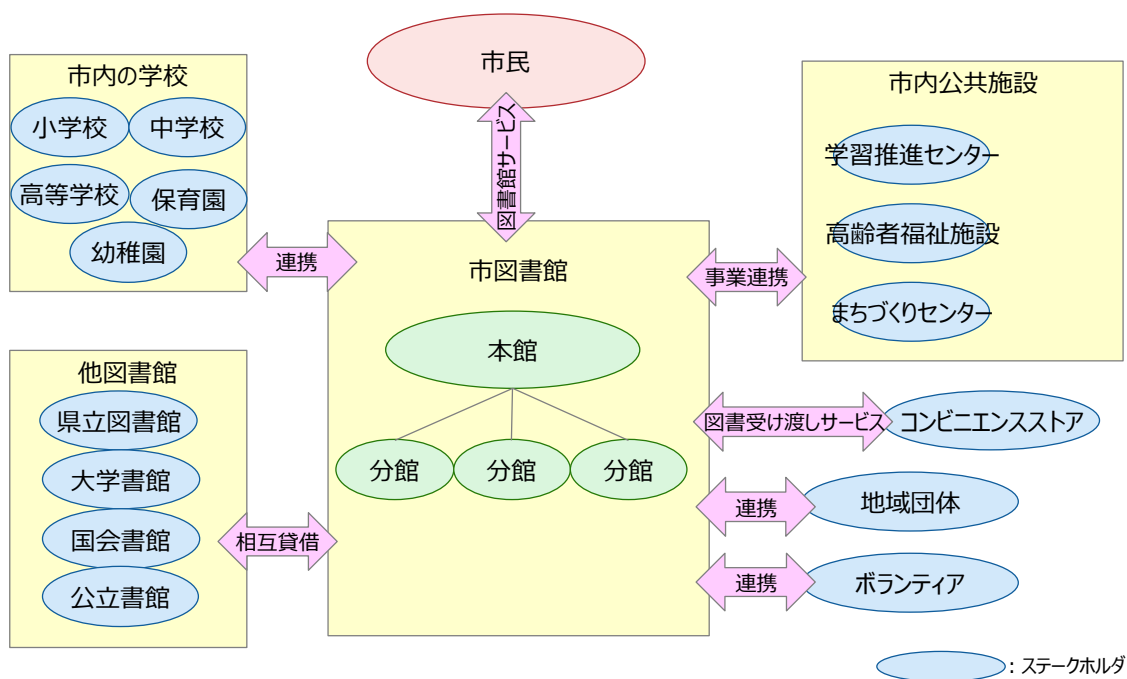 市民
市内の学校
小学校
中学校
高等学校
保育園
幼稚園
図書館サービス
市内公共施設
学習推進センター
高齢者福祉施設
まちづくりセンター
連携
市図書館
事業連携
本館
分館
分館
分館
他図書館
県立図書館
大学書館
国会書館
公立書館
相互貸借
図書受け渡しサービス
コンビニエンスストア
連携
地域団体
連携
ボランティア
：ステークホルダ